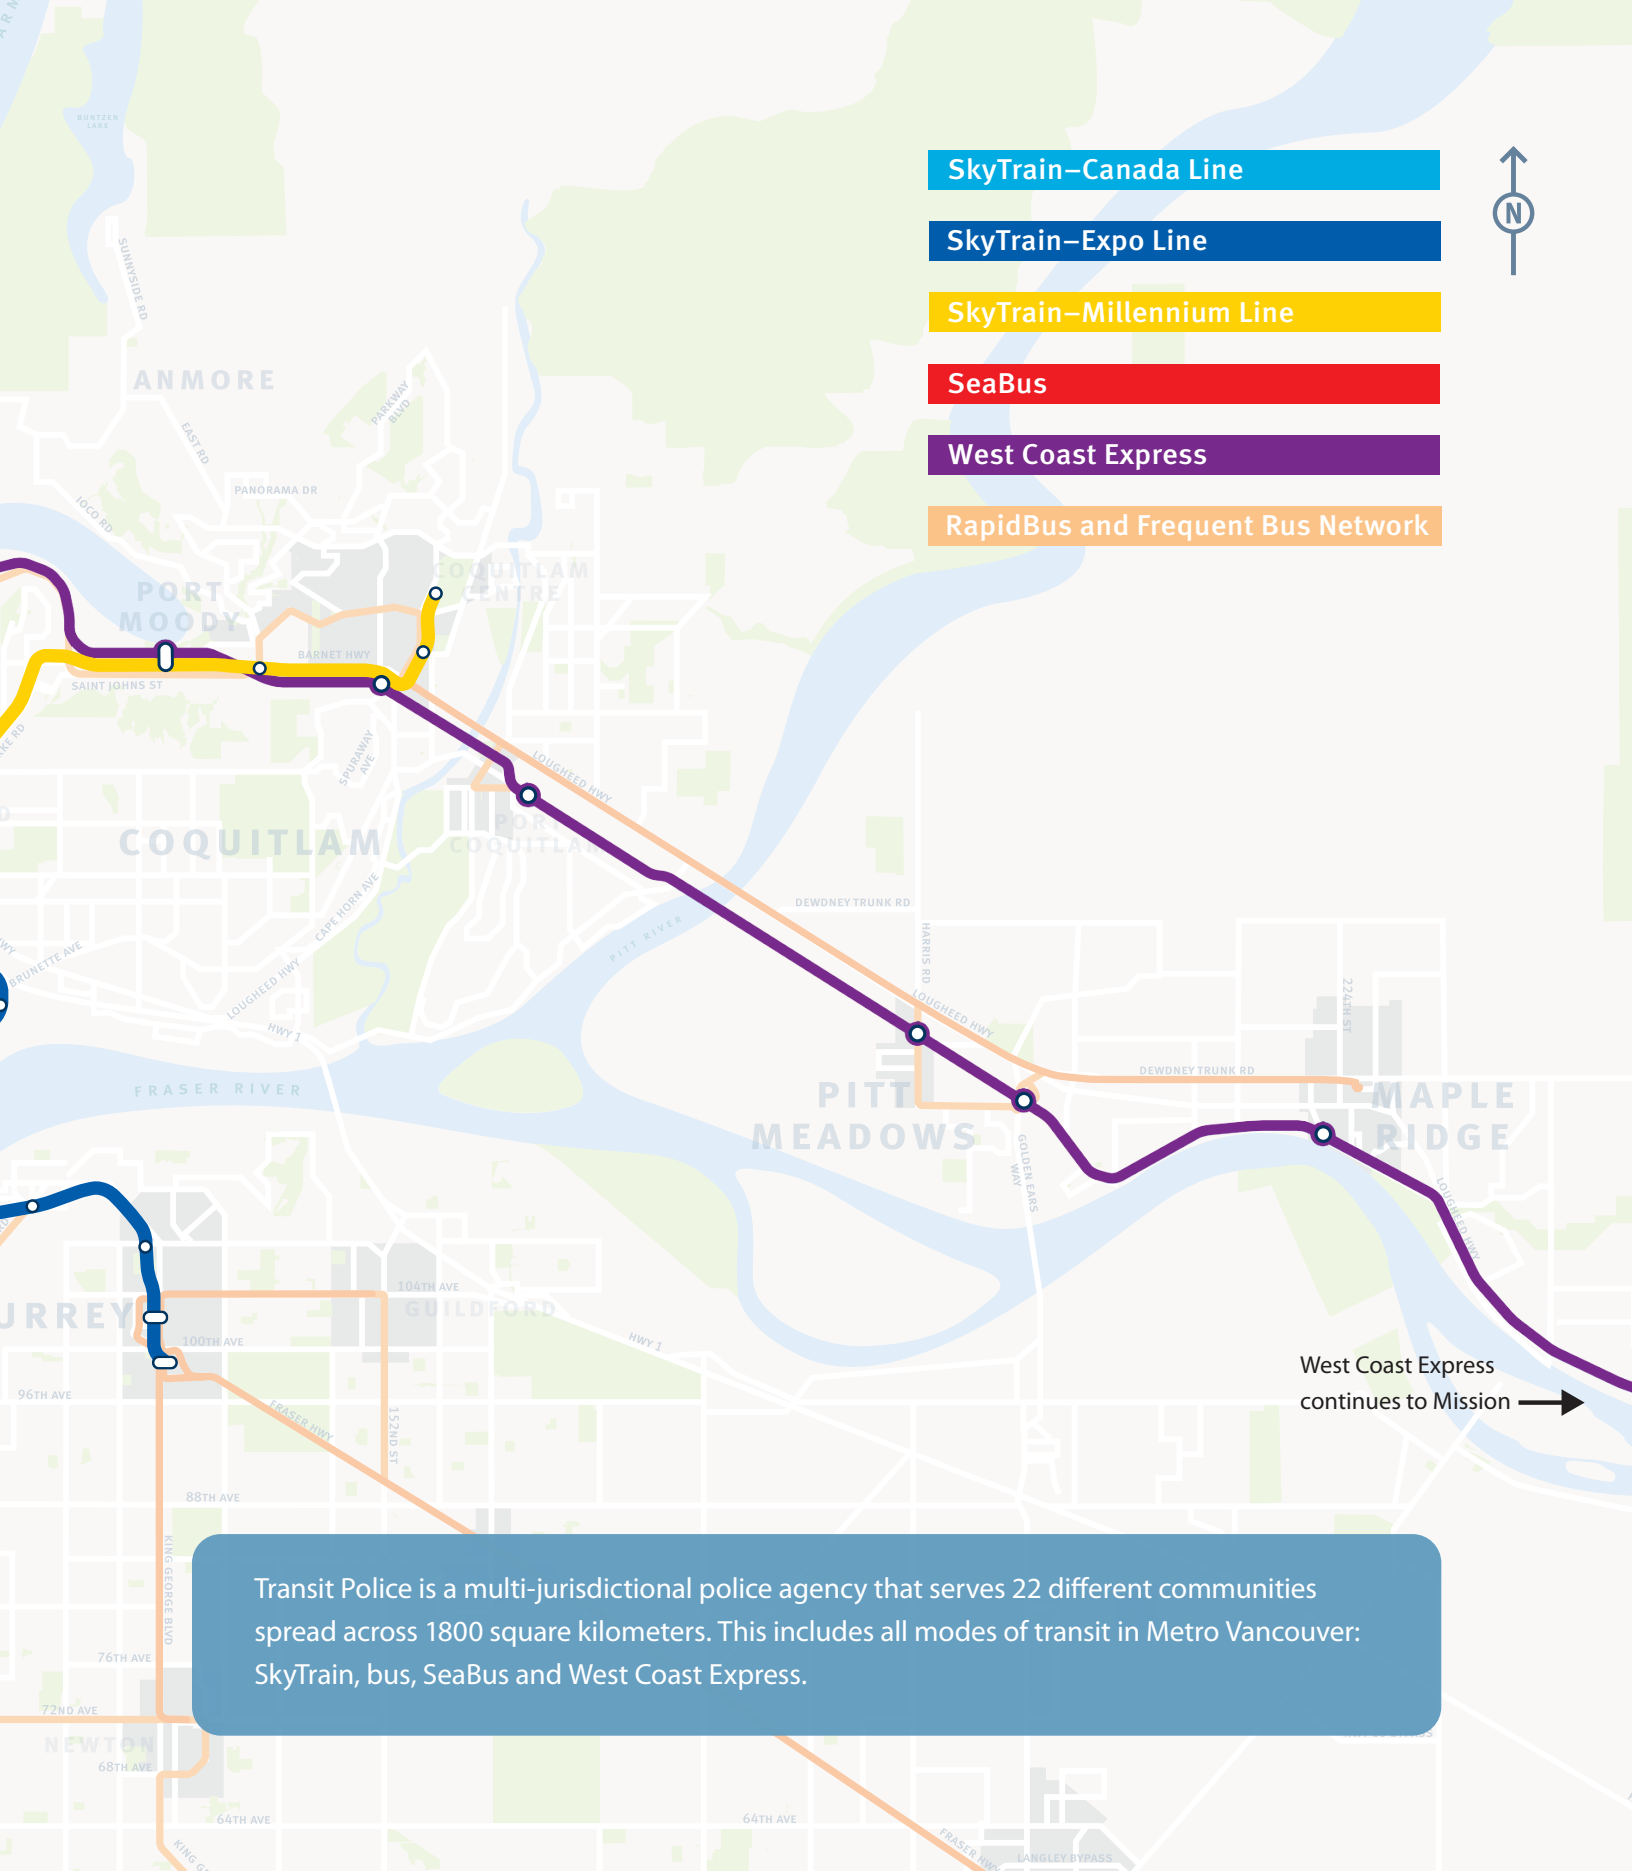 BUNTZEN
LAKE
SkyTrain–Canada Line
N
SkyTrain–Expo Line
SUNNYSIDE RD
SkyTrain–Millennium Line
ANMORE
SeaBus
PARKWAY
BLVD
EAST RD
West Coast Express
PANORAMA DR
IOCO RD
RapidBus and Frequent Bus Network
COQUITLAM
CENTRE
PORT
MOODY
BARNET HWY
SAINT JOHNS ST
SPURAWAY
AVE
LOUGHEED HWY
COQUITLAM
PORT
COQUITLAM
CAPE HORN AVE
DEWDNEY TRUNK RD
PITT RIVER
HARRIS RD
BRUNETTE AVE
LOUGHEED HWY
HWY 1
LOUGHEED HWY
224TH ST
FRASER RIVER
DEWDNEY TRUNK RD
PITT
MEADOWS
MAPLE
RIDGE
GOLDEN EARS
WAY
LOUGHEED HWY
104TH AVE
GUILDFORD
URREY
100TH AVE
HWY 1
West Coast Express
continues to Mission
96TH AVE
FRASER HWY
152ND ST
88TH AVE
KING GEORGE BLVD
Transit Police is a multi-jurisdictional police agency that serves 22 different communities
spread across 1800 square kilometers. This includes all modes of transit in Metro Vancouver:
SkyTrain, bus, SeaBus and West Coast Express.
76TH AVE
72ND AVE
NEWTON
68TH AVE
64TH AVE
64TH AVE
FRASER HWY
LANGLEY BYPASS